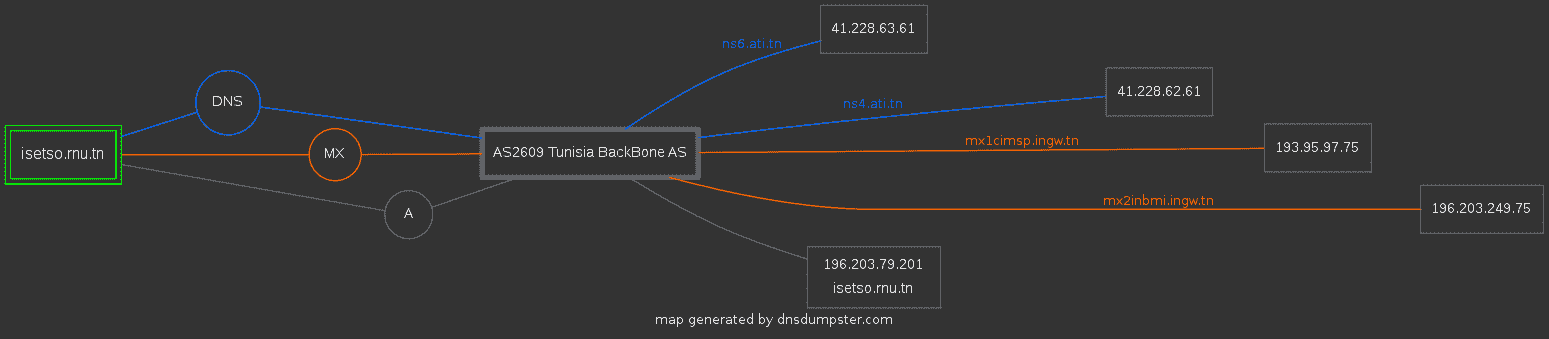 ns6.ati.tn
41.228.63.61
DNS
ns4.ati.tn
41.228.62.61
isetso.rnu.tn
MX
AS2609 Tunisia BackBone AS
mx1cimsp.ingw.tn
193.95.97.75
A
mx2inbmi.ingw.tn
196.203.249.75
196.203.79.201
isetso.rnu.tn
map generated by dnsdumpster.com